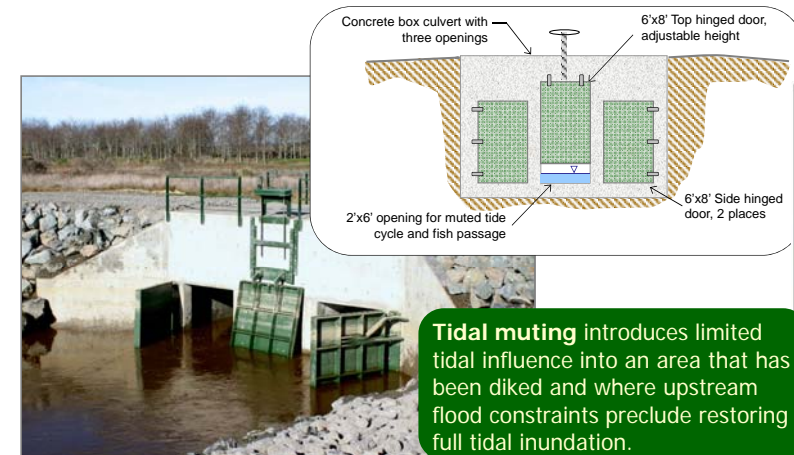 Concrete box culvert with
three openings
6'x8' Top hinged door,
adjustable height
2'x6' opening for muted tide
cycle and fish passage
6'x8' Side hinged
door, 2 places
Tidal muting introduces limited
tidal influence into an area that has
been diked and where upstream
flood constraints preclude restoring
full tidal inundation.